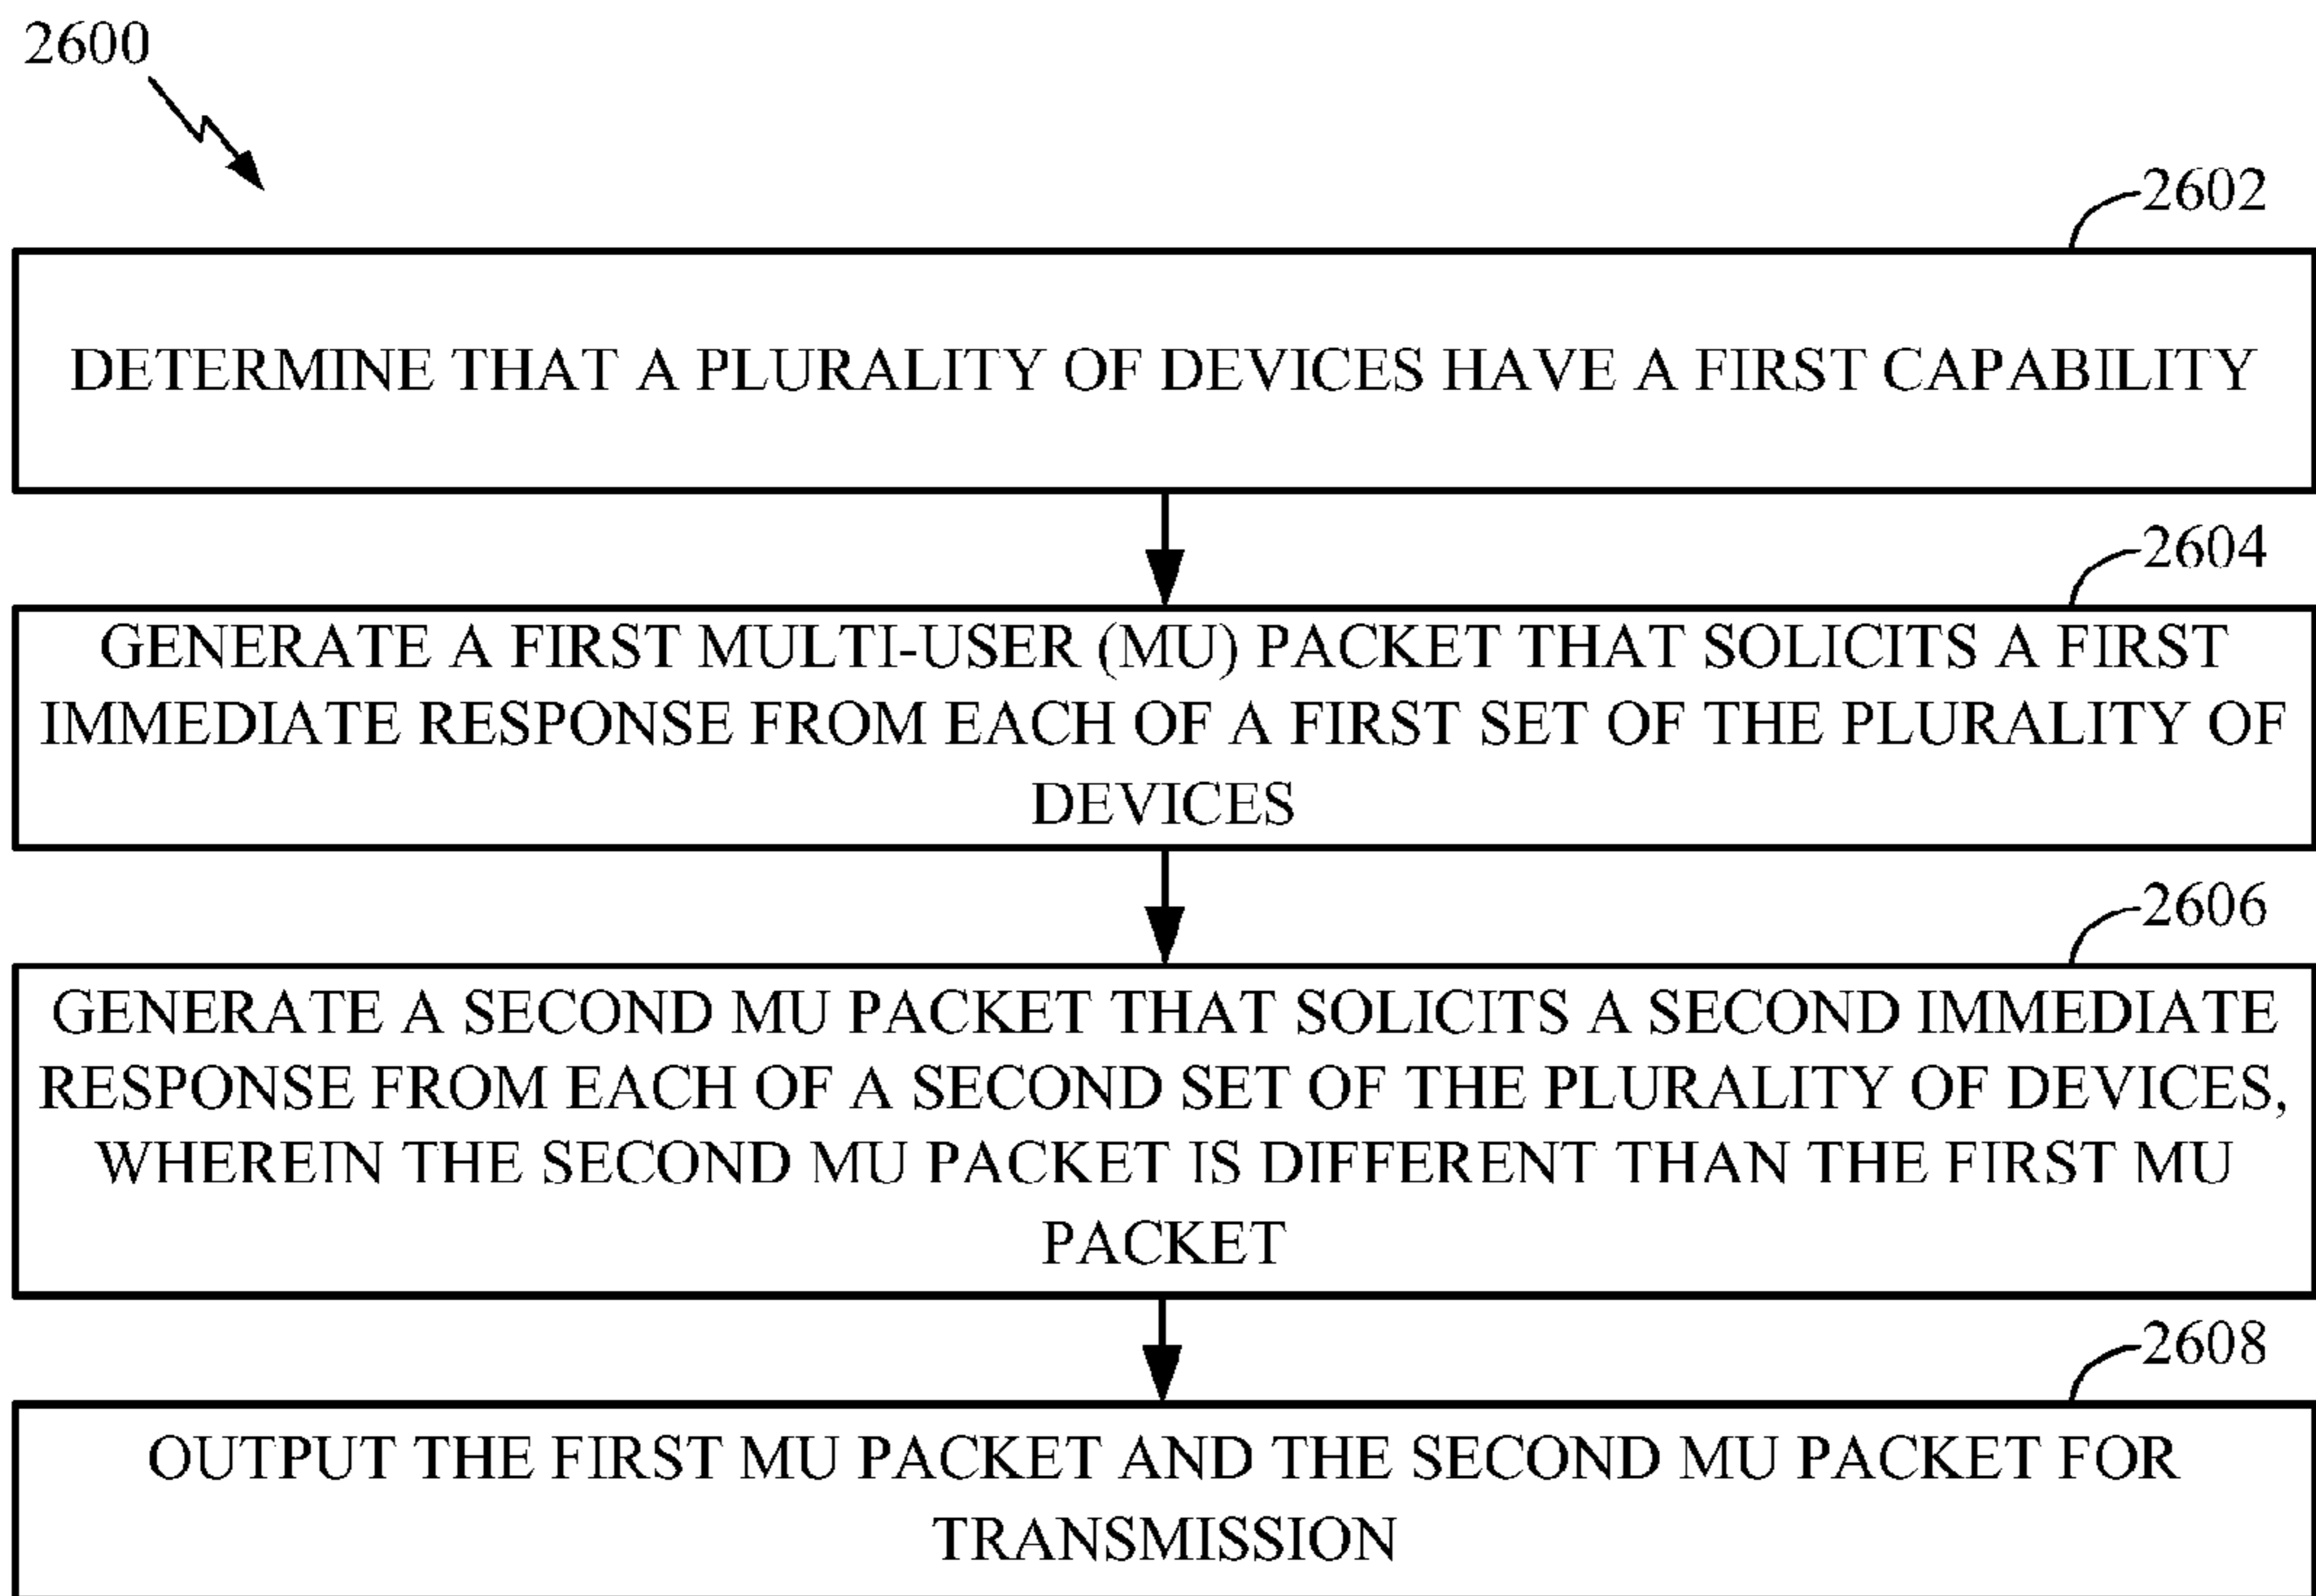 2600
2602
DETERMINE THAT A PLURALITY OF DEVICES HAVE A FIRST CAPABILITY
2604
GENERATE A FIRST MULTI-USER (MU) PACKET THAT SOLICITS A FIRST
IMMEDIATE RESPONSE FROM EACH OF A FIRST SET OF THE PLURALITY OF
DEVICES
2606
GENERATE A SECOND MU PACKET THAT SOLICITS A SECOND IMMEDIATE
RESPONSE FROM EACH OF A SECOND SET OF THE PLURALITY OF DEVICES,
WHEREIN THE SECOND MU PACKET IS DIFFERENT THAN THE FIRST MU
PACKET
2608
OUTPUT THE FIRST MU PACKET AND THE SECOND MU PACKET FOR
TRANSMISSION